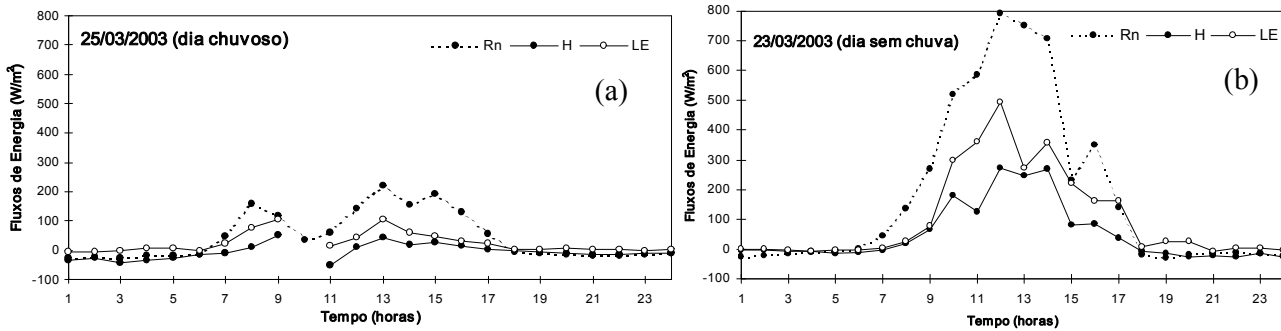 25/03/2003 (dia chuvoso)
Rn H LE
(a)
Fluxos de Energia (W/m²)
800
700
600
500
400
300
200
100
0
-100
1 3 5 7 9 11 13 15 17 19 21 23
Tempo (horas)
23/03/2003 (dia sem chuva)
Rn H LE
(b)
Fluxos de Energia (W/m²)
800
700
600
500
400
300
200
100
0
-100
1 3 5 7 9 11 13 15 17 19 21 23
Tempo (horas)